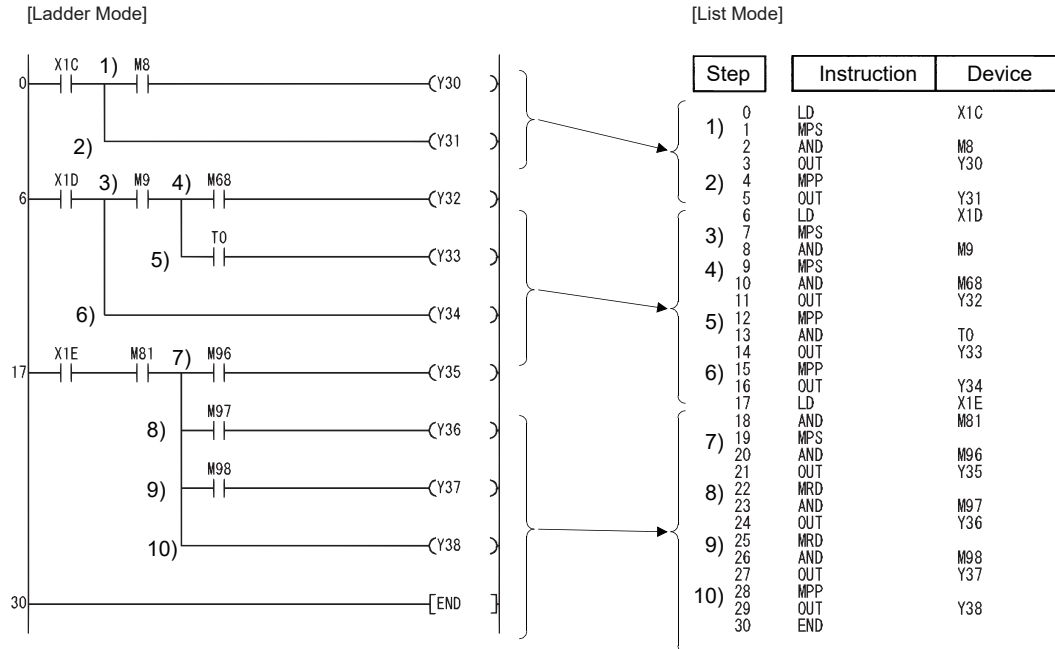 [Ladder Mode]
[List Mode]
X1C 1) M8
0 Y30
2) Y31
X1D 3) M9 4) M68
6 Y32
T0
5) Y33
6) Y34
X1E M81 7) M96
17 Y35
M97
8) Y36
M98
9) Y37
10) Y38
30 END
Step Instruction Device
0 LD X1C
1) 1 MPS
2 AND M8
3 OUT Y30
2) 4 MPP
5 OUT Y31
6 LD X1D
3) 7 MPS
8 AND M9
4) 9 MPS
10 AND M68
11 OUT Y32
5) 12 MPP
13 AND T0
14 OUT Y33
6) 15 MPP
16 OUT Y34
17 LD X1E
18 AND M81
7) 19 MPS
20 AND M96
21 OUT Y35
8) 22 MRD
23 AND M97
24 OUT Y36
9) 25 MRD
26 AND M98
27 OUT Y37
10) 28 MPP
29 OUT Y38
30 END